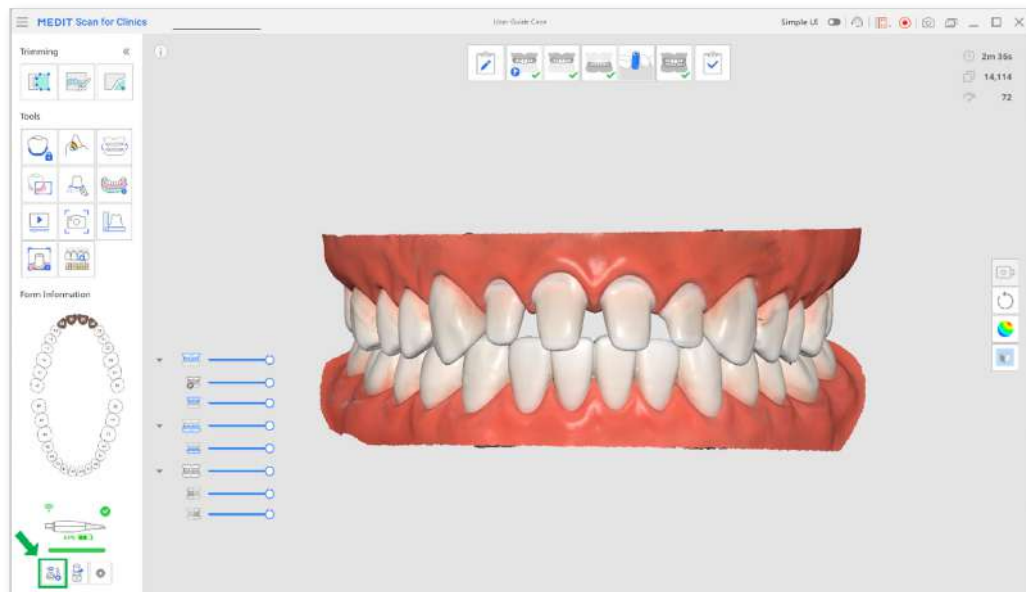 MEDIT Scan for Clinics
User Guide Case
Simple UI
Trimming
2m 36s
14,114
72
Tools
Form Information